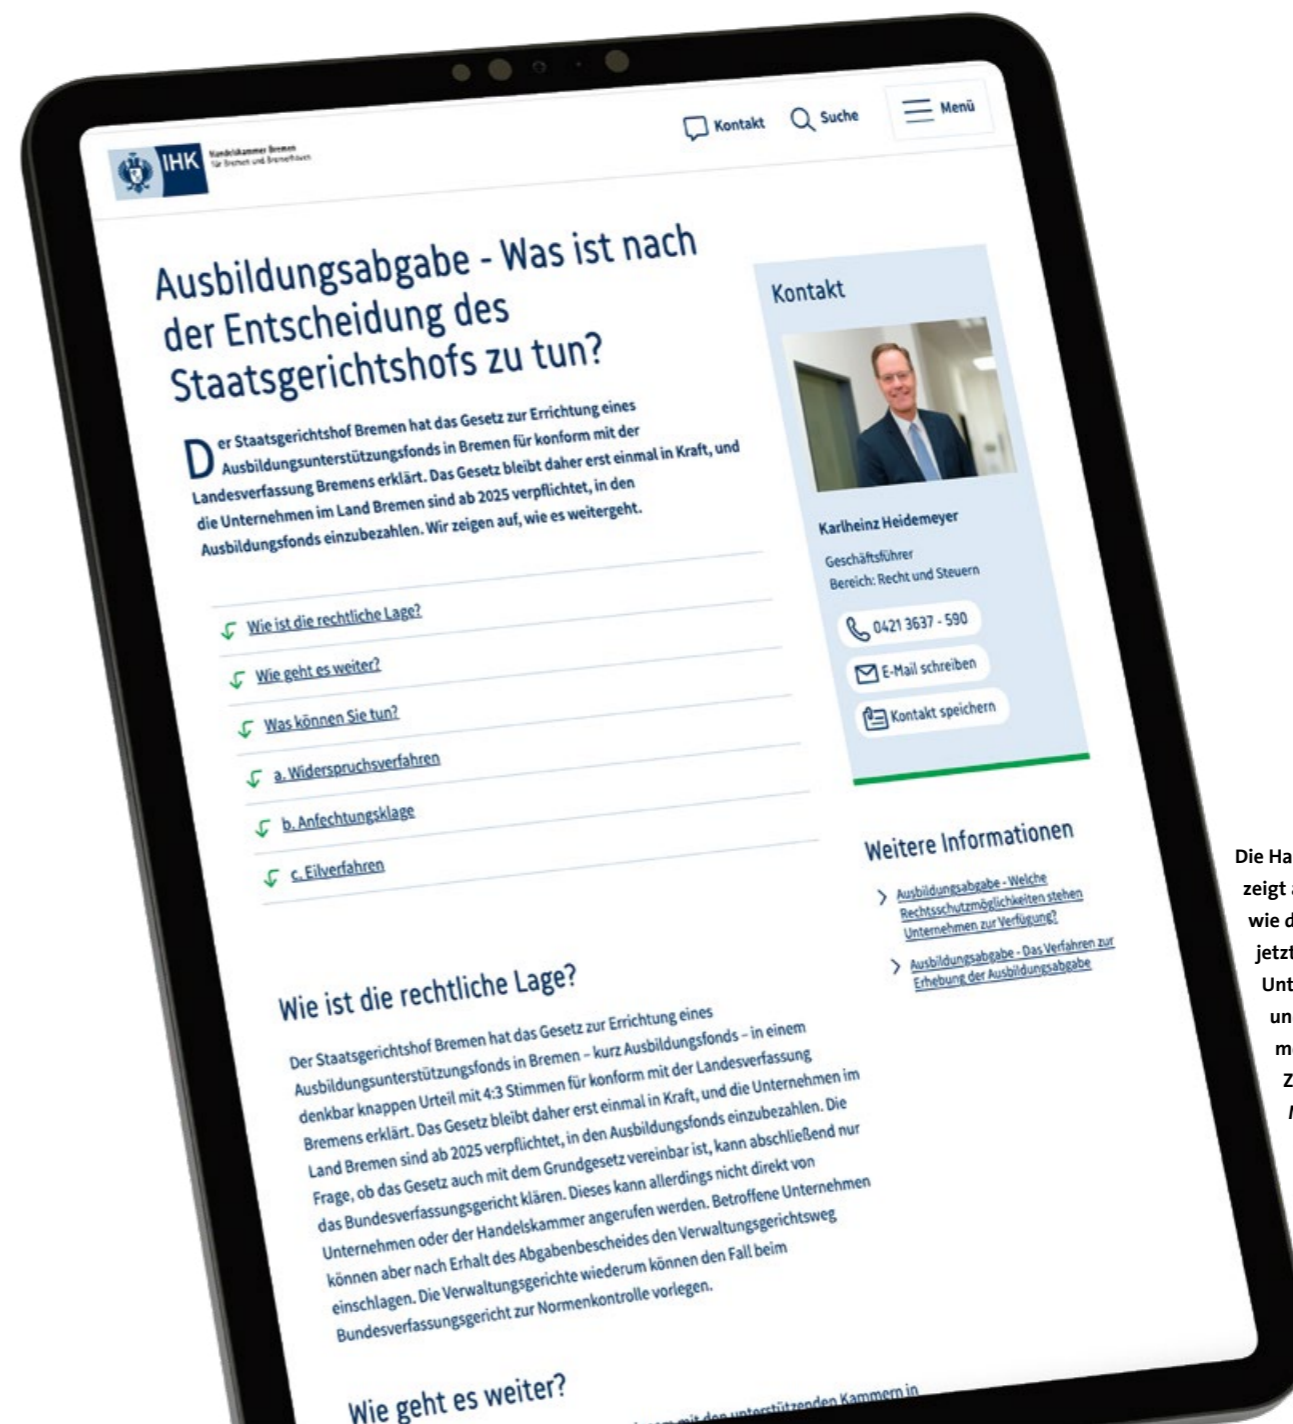 IHK
Handelskammer Bremen
für Bremen und Bremerhaven
Kontakt
Suche
Menü
Ausbildungsabgabe - Was ist nach
der Entscheidung des
Staatsgerichtshofs zu tun?
Der Staatsgerichtshof Bremen hat das Gesetz zur Errichtung eines
Ausbildungsunterstützungsfonds in Bremen für konform mit der
Landesverfassung Bremens erklärt. Das Gesetz bleibt daher erst einmal in Kraft, und
die Unternehmen im Land Bremen sind ab 2025 verpflichtet, in den
Ausbildungsfonds einzubezahlen. Wir zeigen auf, wie es weitergeht.
Wie ist die rechtliche Lage?
Wie geht es weiter?
Was können Sie tun?
a. Widerspruchsverfahren
b. Anfechtungsklage
c. Eilverfahren
Kontakt
Karlheinz Heidemeyer
Geschäftsführer
Bereich: Recht und Steuern
0421 3637 - 590
E-Mail schreiben
Kontakt speichern
Weitere Informationen
Ausbildungsabgabe - Welche
Rechtsschutzmöglichkeiten stehen
Unternehmen zur Verfügung?
Ausbildungsabgabe - Das Verfahren zur
Erhebung der Ausbildungsabgabe
Wie ist die rechtliche Lage?
Der Staatsgerichtshof Bremen hat das Gesetz zur Errichtung eines
Ausbildungsunterstützungsfonds in Bremen – kurz Ausbildungsfonds – in einem
denkbar knappen Urteil mit 4:3 Stimmen für konform mit der Landesverfassung
Bremens erklärt. Das Gesetz bleibt daher erst einmal in Kraft, und die Unternehmen im
Land Bremen sind ab 2025 verpflichtet, in den Ausbildungsfonds einzubezahlen. Die
Frage, ob das Gesetz auch mit dem Grundgesetz vereinbar ist, kann abschließend nur
das Bundesverfassungsgericht klären. Dieses kann allerdings nicht direkt von
Unternehmen oder der Handelskammer angerufen werden. Betroffene Unternehmen
können aber nach Erhalt des Abgabenbescheides den Verwaltungsgerichtsweg
einschlagen. Die Verwaltungsgerichte wiederum können den Fall beim
Bundesverfassungsgericht zur Normenkontrolle vorlegen.
Wie geht es weiter?
mit den unterstützenden Kammern in
Die Ha
zeigt
wie d
jetzt
Unt
un
m
Z